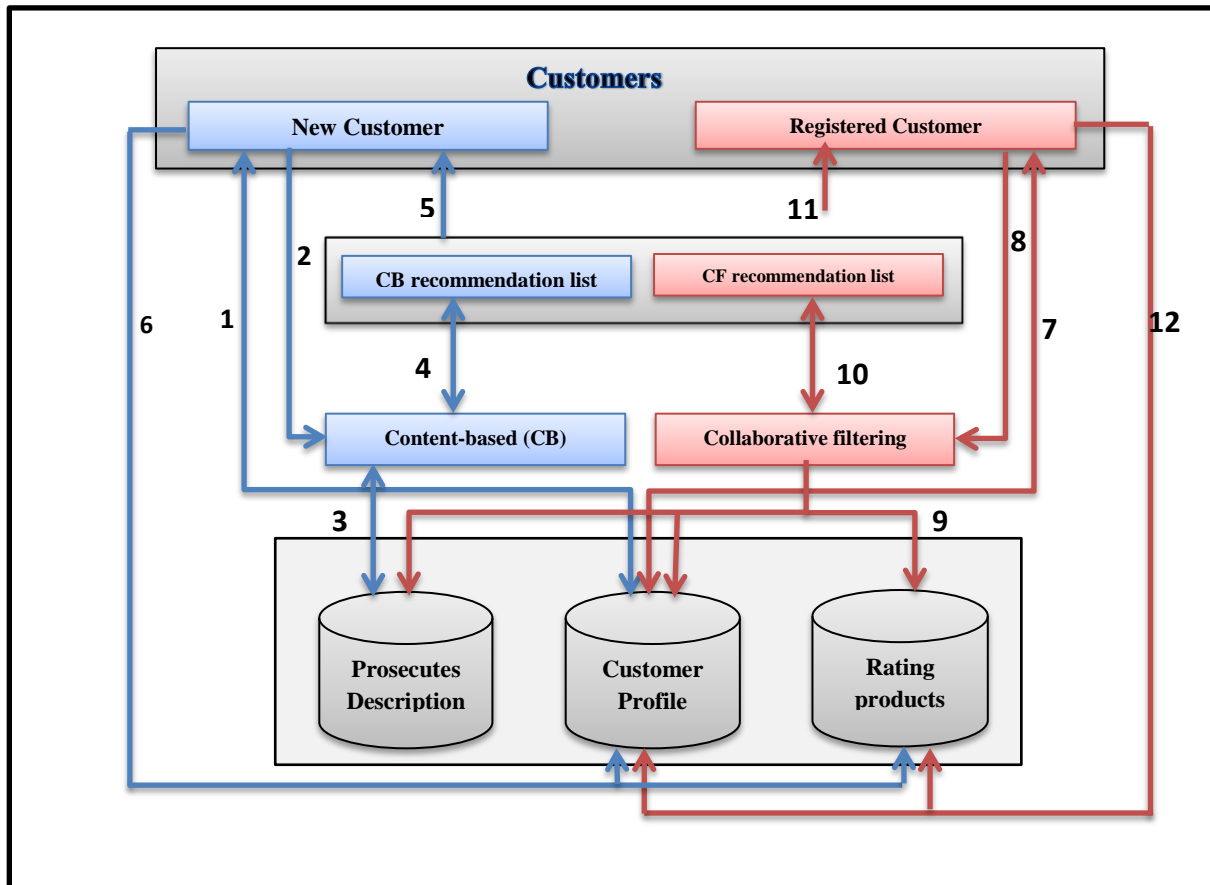 Customers
New Customer
Registered Customer
5
11
2
8
CB recommendation list
CF recommendation list
6
1
7
12
4
10
Content-based (CB)
Collaborative filtering
3
9
Prosecutes
Description
Customer
Profile
Rating
products